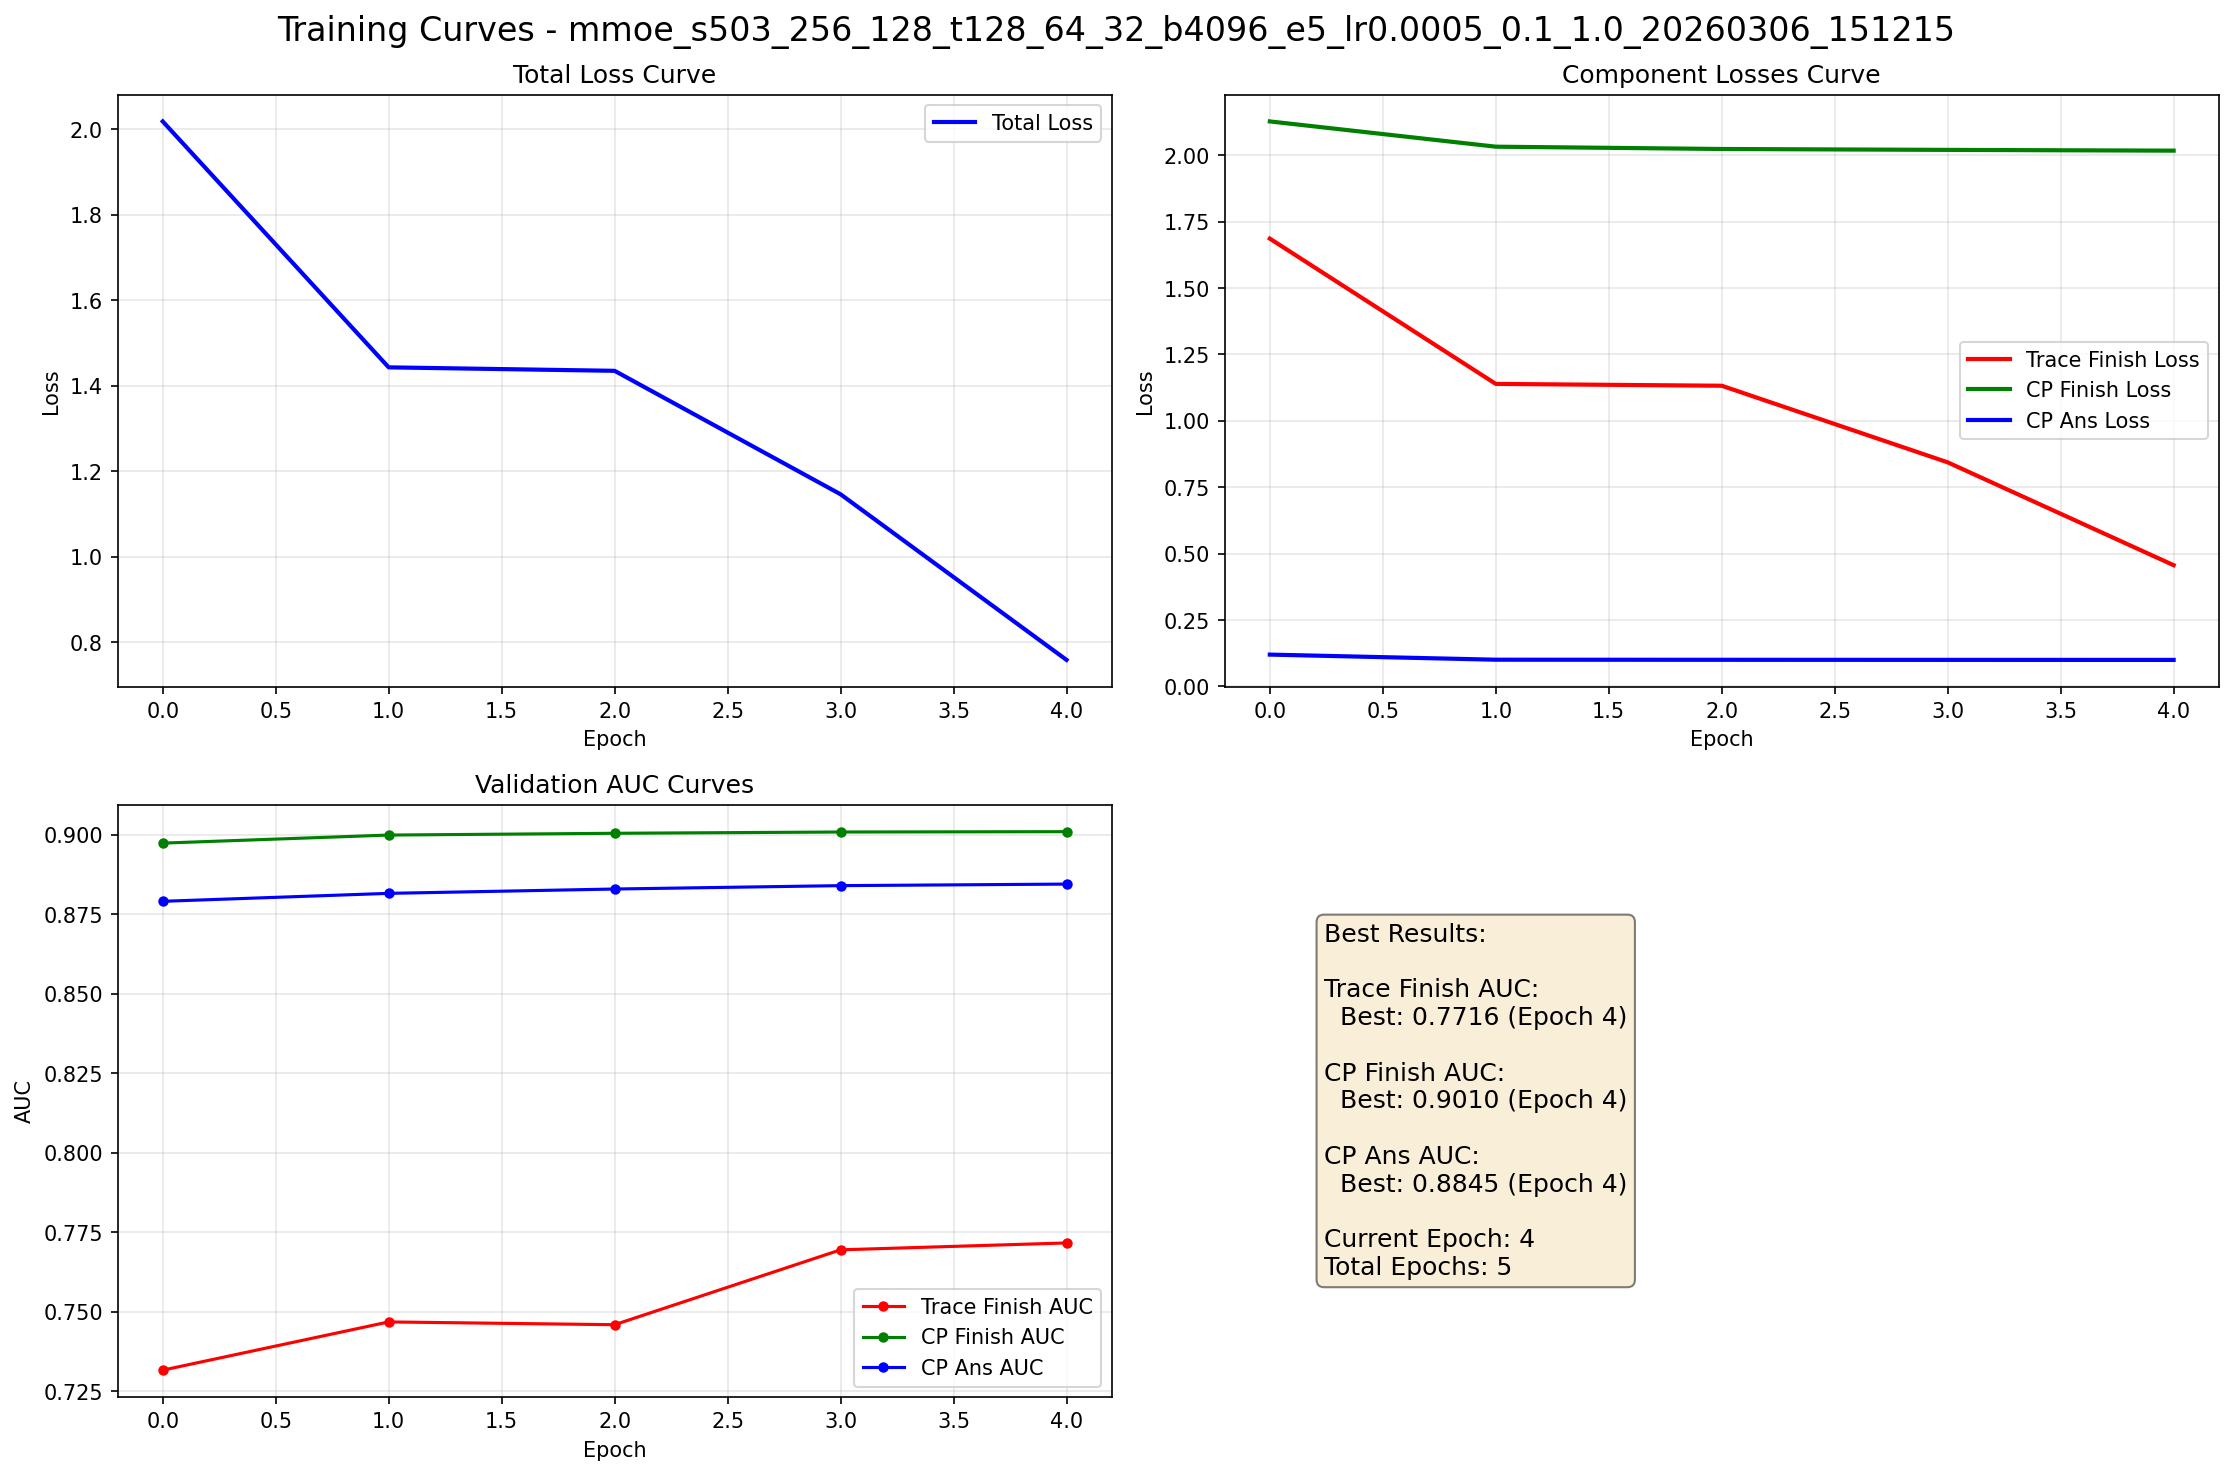 Training Curves - mmoe_s503_256_128_t128_64_32_b4096_e5_lr0.0005_0.1_1.0_20260306_151215
Total Loss Curve
Loss
2.0
1.8
1.6
1.4
1.2
1.0
0.8
Total Loss
0.0 0.5 1.0 1.5 2.0 2.5 3.0 3.5 4.0
Epoch
Component Losses Curve
Loss
2.00
1.75
1.50
1.25
1.00
0.75
0.50
0.25
0.00
Trace Finish Loss
CP Finish Loss
CP Ans Loss
0.0 0.5 1.0 1.5 2.0 2.5 3.0 3.5 4.0
Epoch
Validation AUC Curves
AUC
0.900
0.875
0.850
0.825
0.800
0.775
0.750
0.725
Trace Finish AUC
CP Finish AUC
CP Ans AUC
0.0 0.5 1.0 1.5 2.0 2.5 3.0 3.5 4.0
Epoch
Best Results:
Trace Finish AUC:
Best: 0.7716 (Epoch 4)
CP Finish AUC:
Best: 0.9010 (Epoch 4)
CP Ans AUC:
Best: 0.8845 (Epoch 4)
Current Epoch: 4
Total Epochs: 5